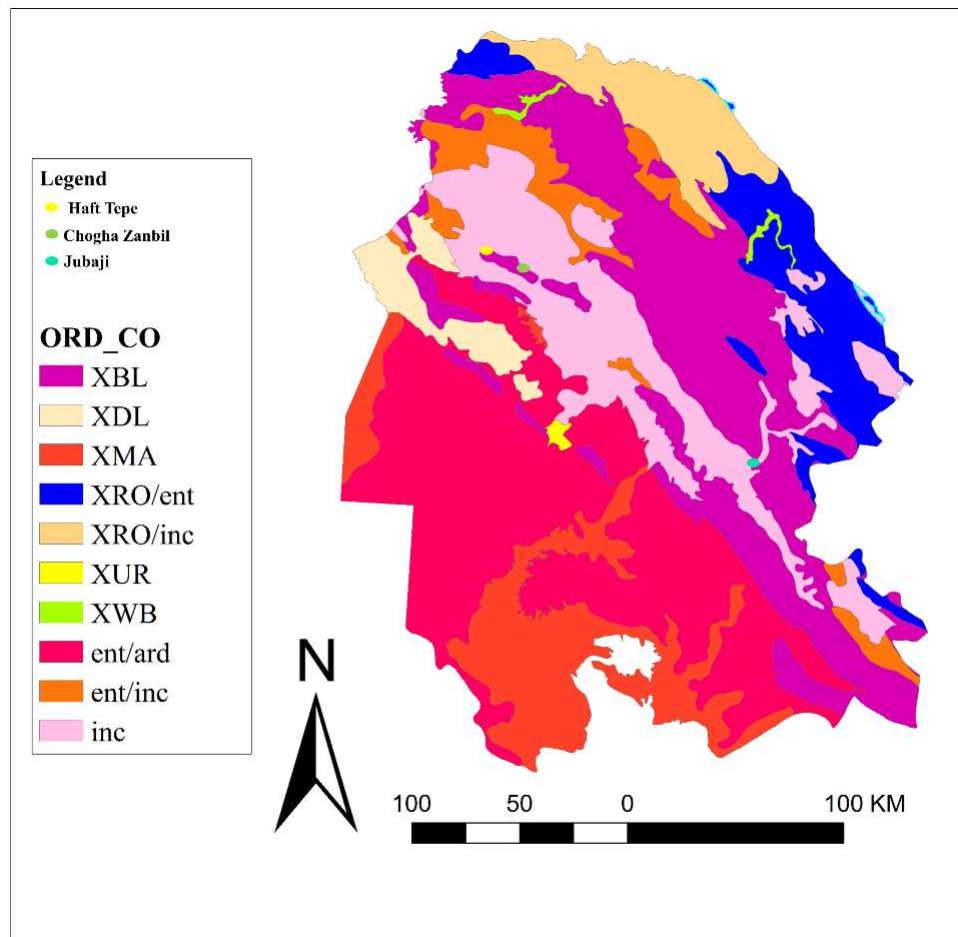 Legend
Haft Tepe
Chogha Zanbil
Jubaji
ORD_CO
XBL
XDL
XMA
XRO/ent
XRO/inc
XUR
XWB
ent/ard
ent/inc
inc
N
100 50 0 100 KM